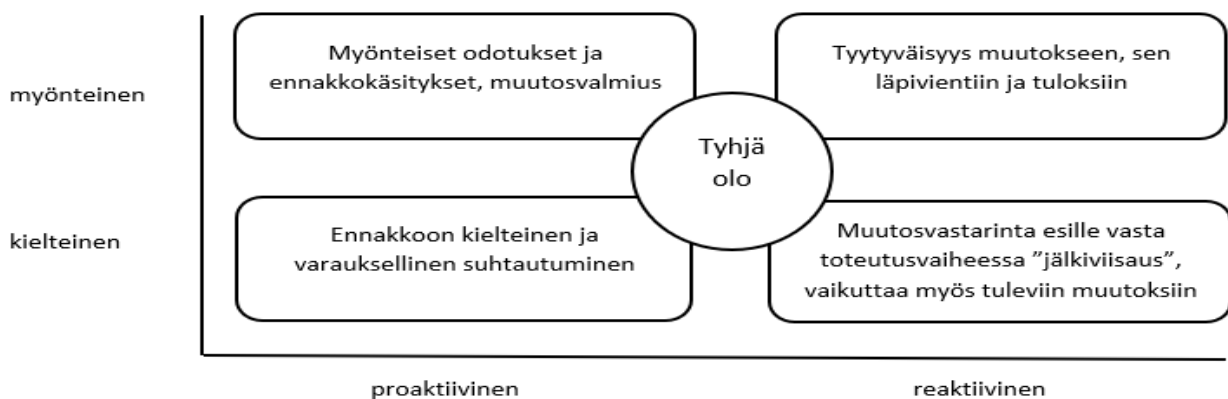 Myönteiset odotukset ja
ennakkokäsitykset, muutosvalmius
Tyytyväisyys muutokseen, sen
läpivientiin ja tuloksiin
myönteinen
Tyhjä
olo
kielteinen
Ennakkoon kielteinen ja
varauksellinen suhtautuminen
Muutosvastarinta esille vasta
toteutusvaiheessa ”jälkiviisaus”,
vaikuttaa myös tuleviin muutoksiin
proaktiivinen
reaktiivinen